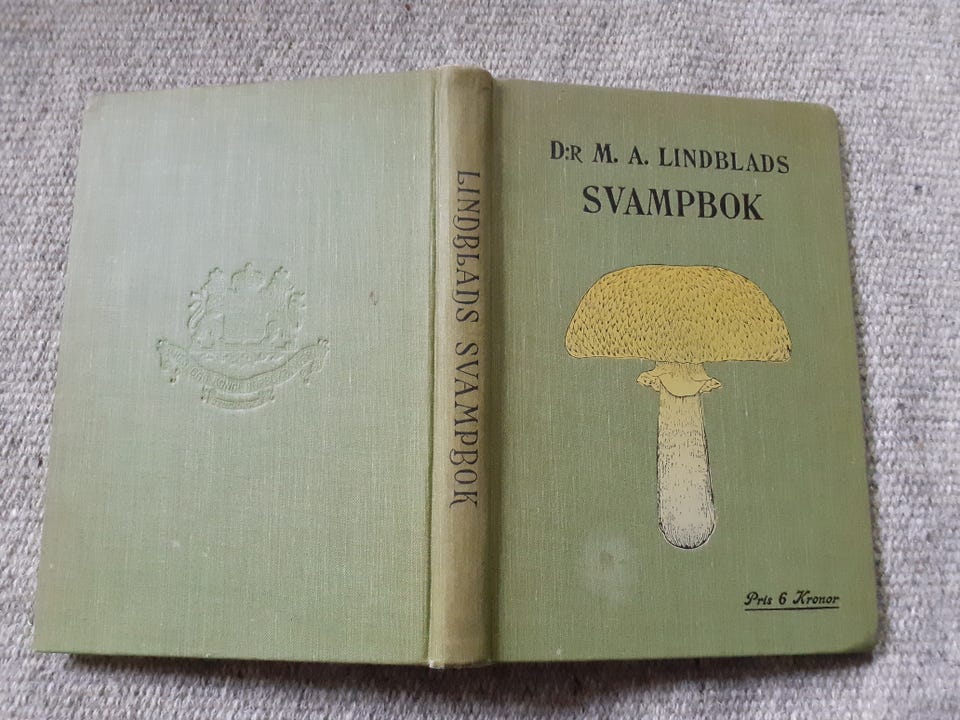 D:R M. A. LINDBLADS
SVAMPBOK
Pris 6 Kronor
LINDBLADS SVAMPBOK